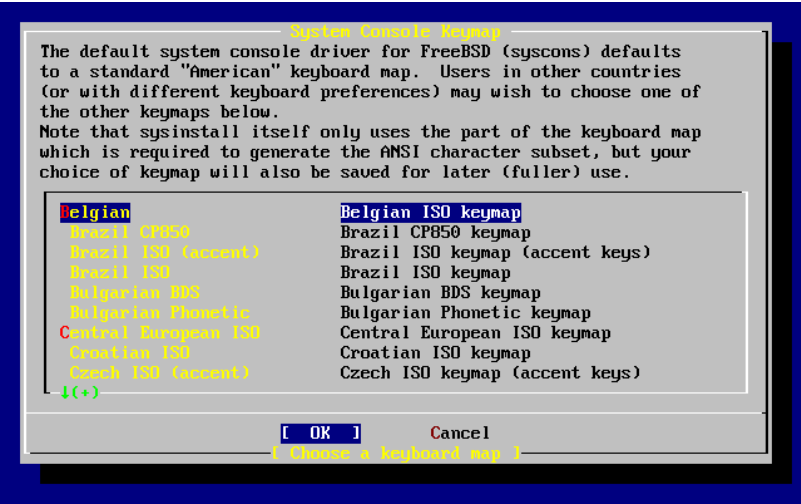 System Console Keymap
The default system console driver for FreeBSD (syscons) defaults
to a standard "American" keyboard map.  Users in other countries
(or with different keyboard preferences) may wish to choose one of
the other keymaps below.
Note that sysinstall itself only uses the part of the keyboard map
which is required to generate the ANSI character subset, but your
choice of keymap will also be saved for later (fuller) use.
Belgian Belgian ISO keymap
Brazil CP850 Brazil CP850 keymap
Brazil ISO (accent) Brazil ISO keymap (accent keys)
Brazil ISO Brazil ISO keymap
Bulgarian BDS Bulgarian BDS keymap
Bulgarian Phonetic Bulgarian Phonetic keymap
Central European ISO Central European ISO keymap
Croatian ISO Croatian ISO keymap
Czech ISO (accent) Czech ISO keymap (accent keys)
↓(+)
[ OK ] Cancel
[ Choose a keyboard map ]